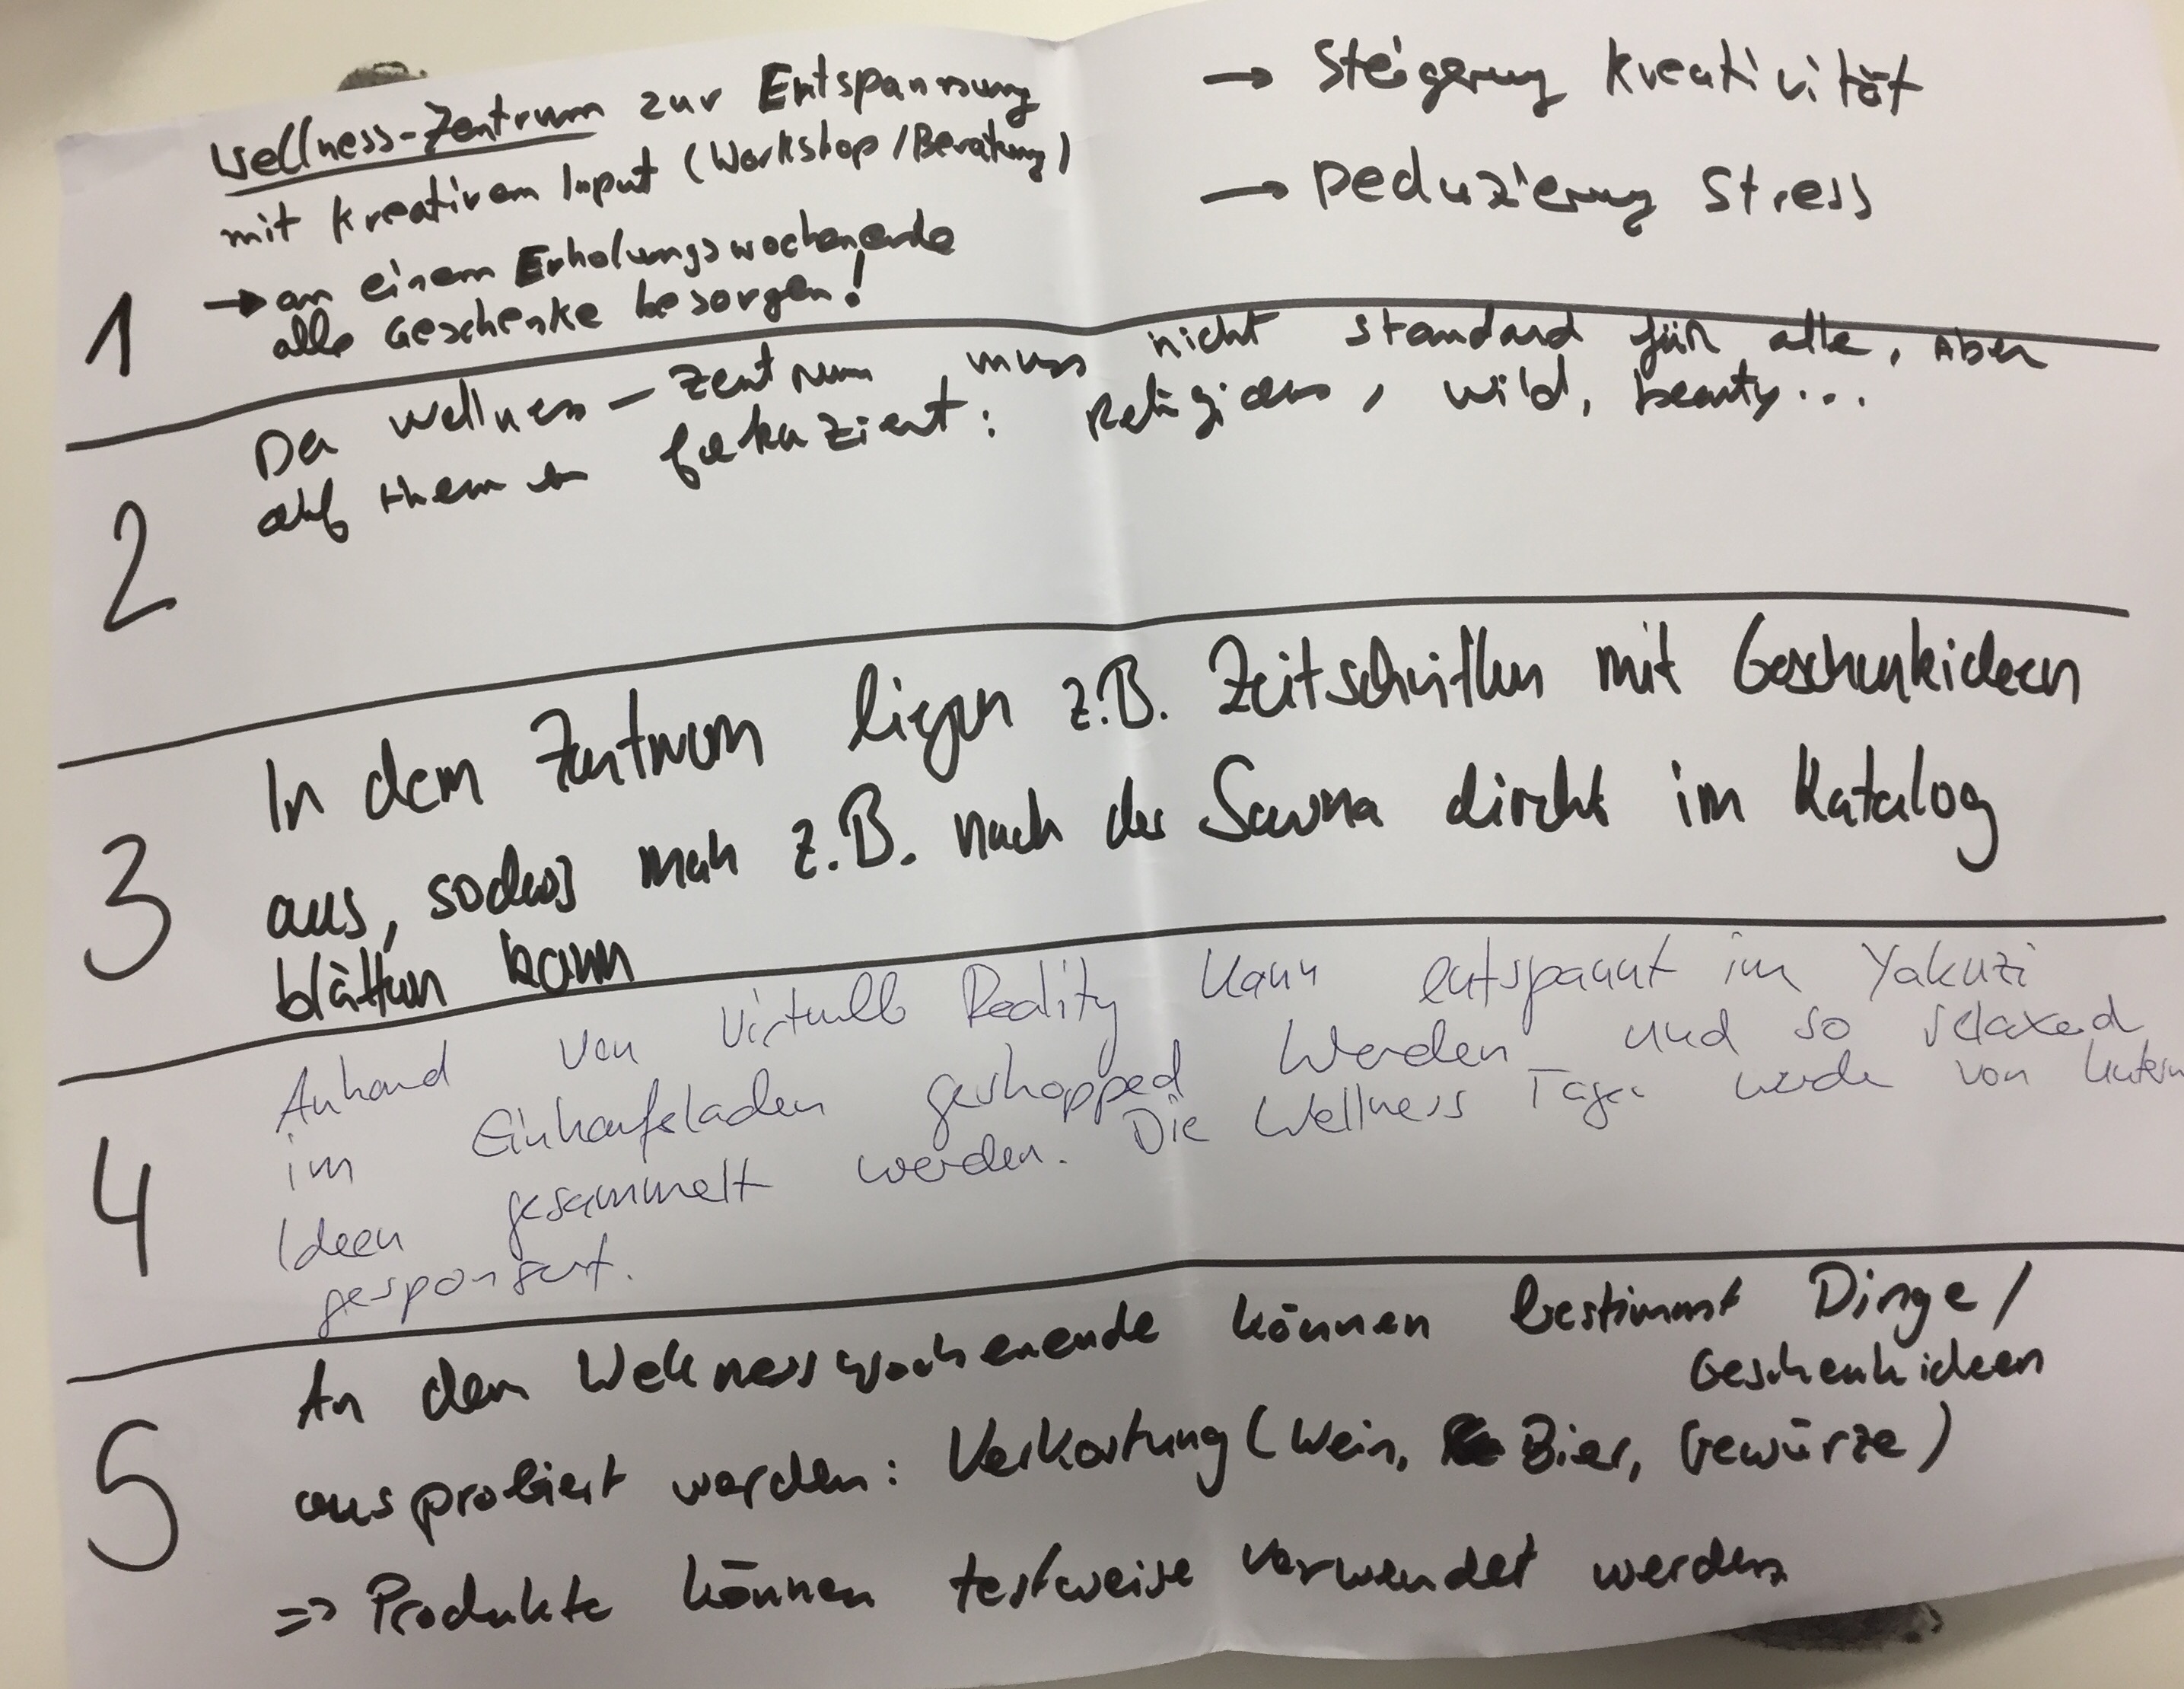 Wellness-Zentrum zur Entspannung
mit kreativem Input (Workshop/Beratung)
→ an einem Erholungswochenende
alle Geschenke besorgen!
→ Steigerung Kreativität
→ Reduzierung Stress
1
Da wellness-Zentrum muss nicht standard für alle, aber
auf themen fokuziert: Religiös, wild, beauty...
2
In dem Zentrum liegen z.B. Zeitschriften mit Geschenkideen
aus, sodass man z.B. nach der Sauna direkt im Katalog
blättern kann
3
Anhand von Virtuell Reality kann entspannt im Yakuzi
im Einkaufsladen geshopped werden und so relaxed
Ideen gesammelt werden. Die Wellness Tage werde von
gesponsert.
4
An dem Wellnesswochenende können bestimmt Dinge/
Geschenkideen
ausprobiert werden: Verkostung (Wein, Bier, Gewürze)
⇒ Produkte können testweise verwendet werden
5